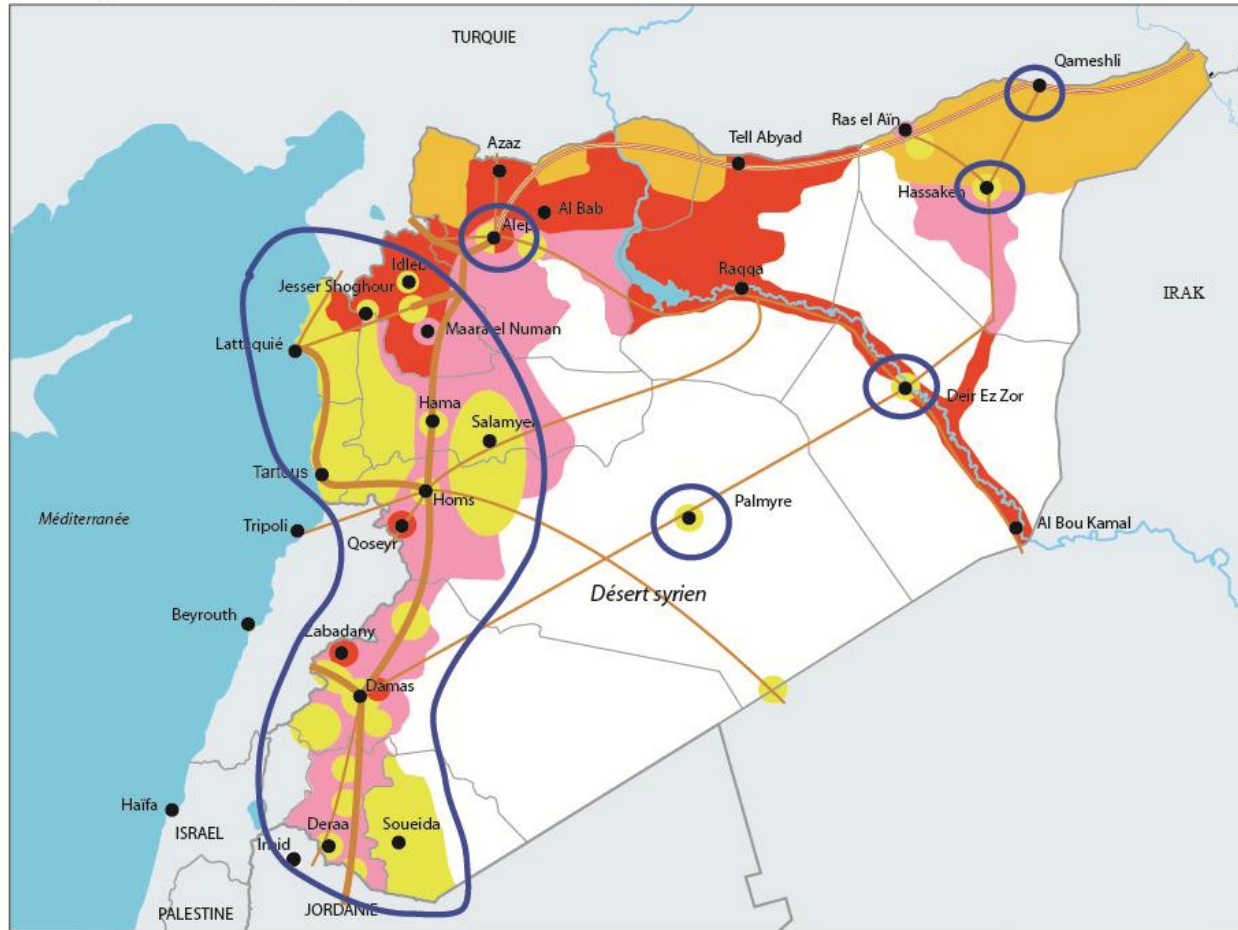 TURQUIE
Qameshli
Azaz
Ras el Aïn
Tell Abyad
Hassakeh
Al Bab
Alep
Idleb
Jesser Shoghour
Raqqa
IRAK
Maara el Numan
Lattaquié
Deir Ez Zor
Hama
Salamyeh
Tartous
Homs
Palmyre
Méditerranée
Tripoli
Qoseyr
Al Bou Kamal
Désert syrien
Beyrouth
Zabadany
Damas
Haïfa
ISRAEL
Deraa
Soueida
Irbid
PALESTINE
JORDANIE